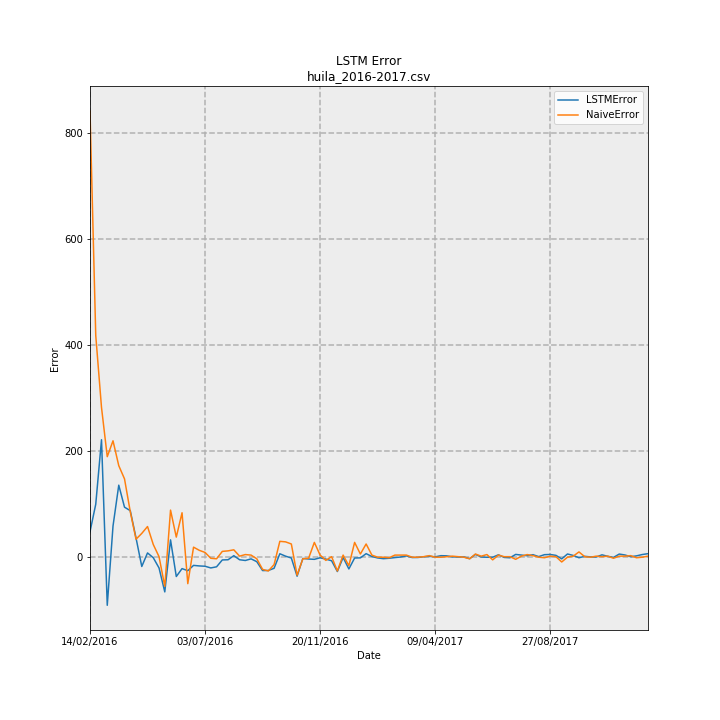 LSTM Error
huila_2016-2017.csv
LSTMError
NaiveError
800
600
400
200
0
Error
14/02/2016 03/07/2016 20/11/2016 09/04/2017 27/08/2017
Date